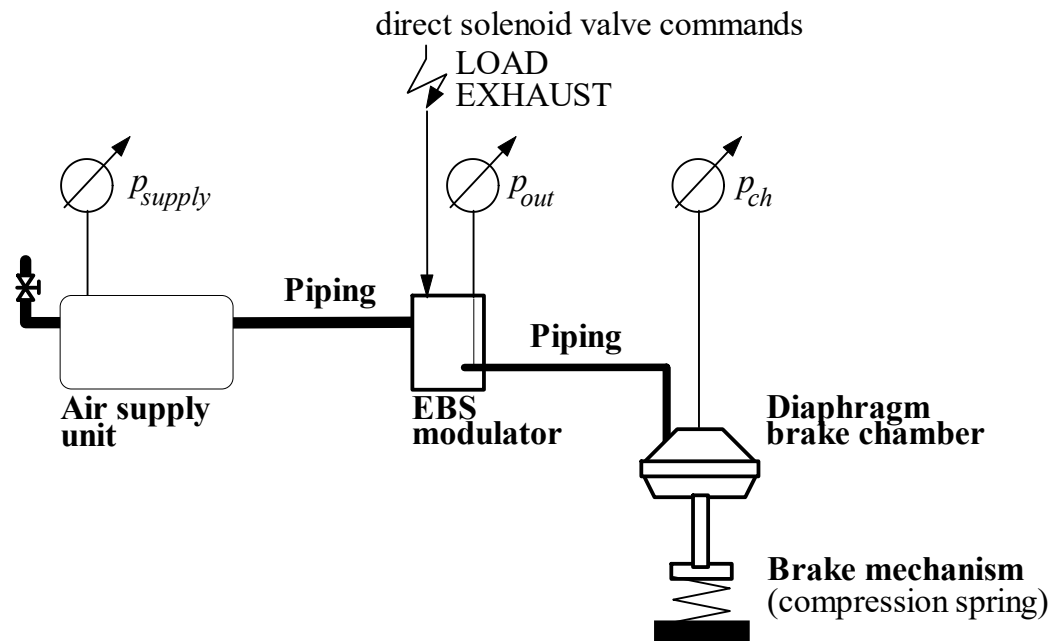 direct solenoid valve commands
LOAD
EXHAUST
p_supply
p_out
p_ch
Piping
Piping
Air supply
unit
EBS
modulator
Diaphragm
brake chamber
Brake mechanism
(compression spring)